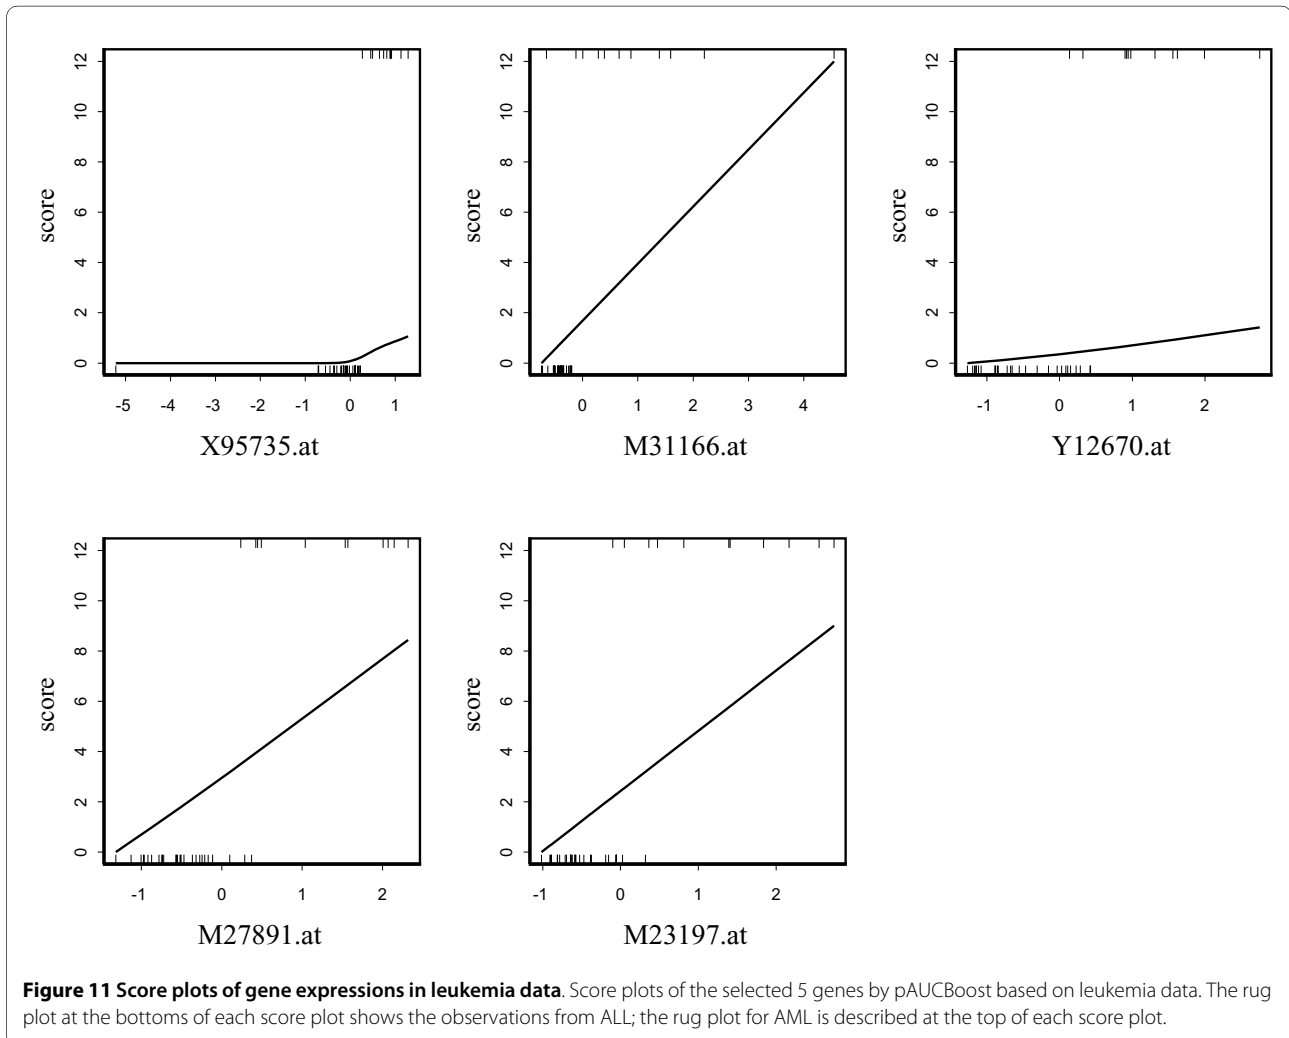 score
12
10
8
6
4
2
0
-5 -4 -3 -2 -1 0 1
X95735.at
score
12
10
8
6
4
2
0
0 1 2 3 4
M31166.at
score
12
10
8
6
4
2
0
-1 0 1 2
Y12670.at
score
12
10
8
6
4
2
0
-1 0 1 2
M27891.at
score
12
10
8
6
4
2
0
-1 0 1 2
M23197.at
Figure 11 Score plots of gene expressions in leukemia data. Score plots of the selected 5 genes by pAUCBoost based on leukemia data. The rug
plot at the bottoms of each score plot shows the observations from ALL; the rug plot for AML is described at the top of each score plot.